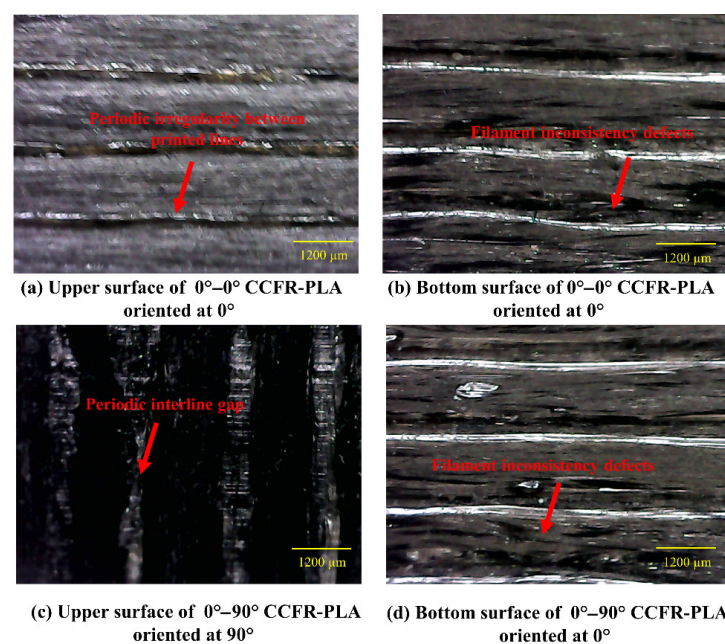 Periodic irregularity between
printed lines
1200 µm
(a) Upper surface of 0°–0° CCFR-PLA
oriented at 0°
Filament inconsistency defects
1200 µm
(b) Bottom surface of 0°–0° CCFR-PLA
oriented at 0°
Periodic interline gap
1200 µm
(c) Upper surface of 0°–90° CCFR-PLA
oriented at 90°
Filament inconsistency defects
1200 µm
(d) Bottom surface of 0°–90° CCFR-PLA
oriented at 0°